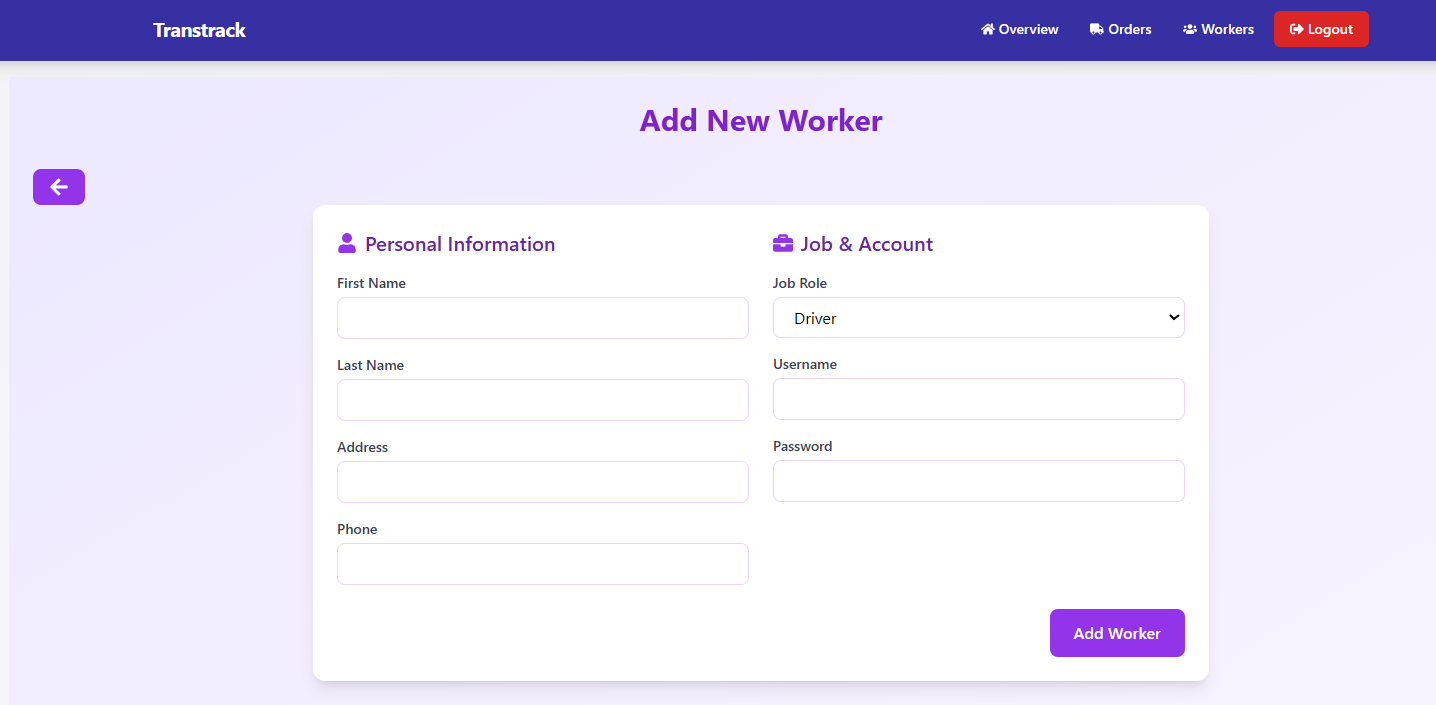 Transtrack
Overview
Orders
Workers
Logout
Add New Worker
Personal Information
First Name
Last Name
Address
Phone
Job & Account
Job Role
Driver
Username
Password
Add Worker